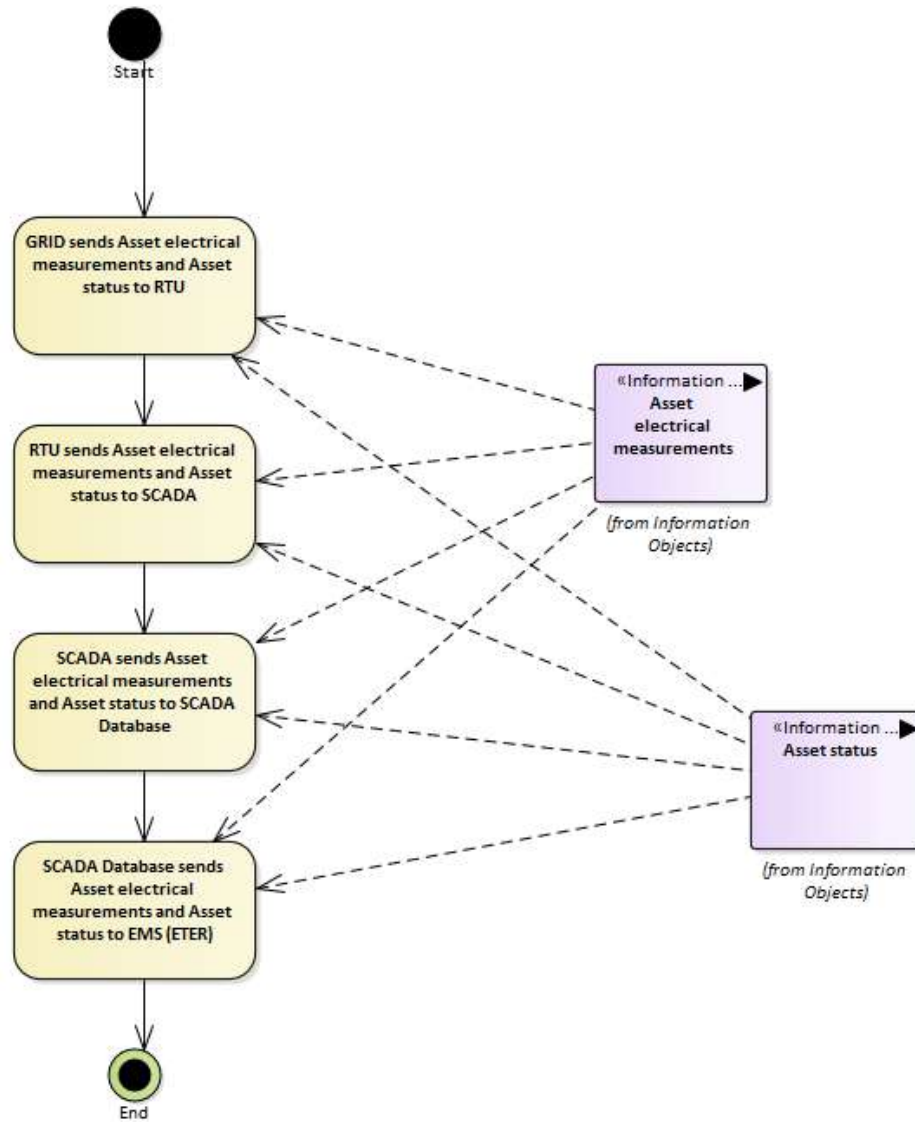 Start
GRID sends Asset electrical
measurements and Asset
status to RTU
RTU sends Asset electrical
measurements and Asset
status to SCADA
SCADA sends Asset
electrical measurements
and Asset status to SCADA
Database
SCADA Database sends
Asset electrical
measurements and Asset
status to EMS (ETER)
End
«Information ...
Asset
electrical
measurements
(from Information
Objects)
«Information ...
Asset status
(from Information
Objects)